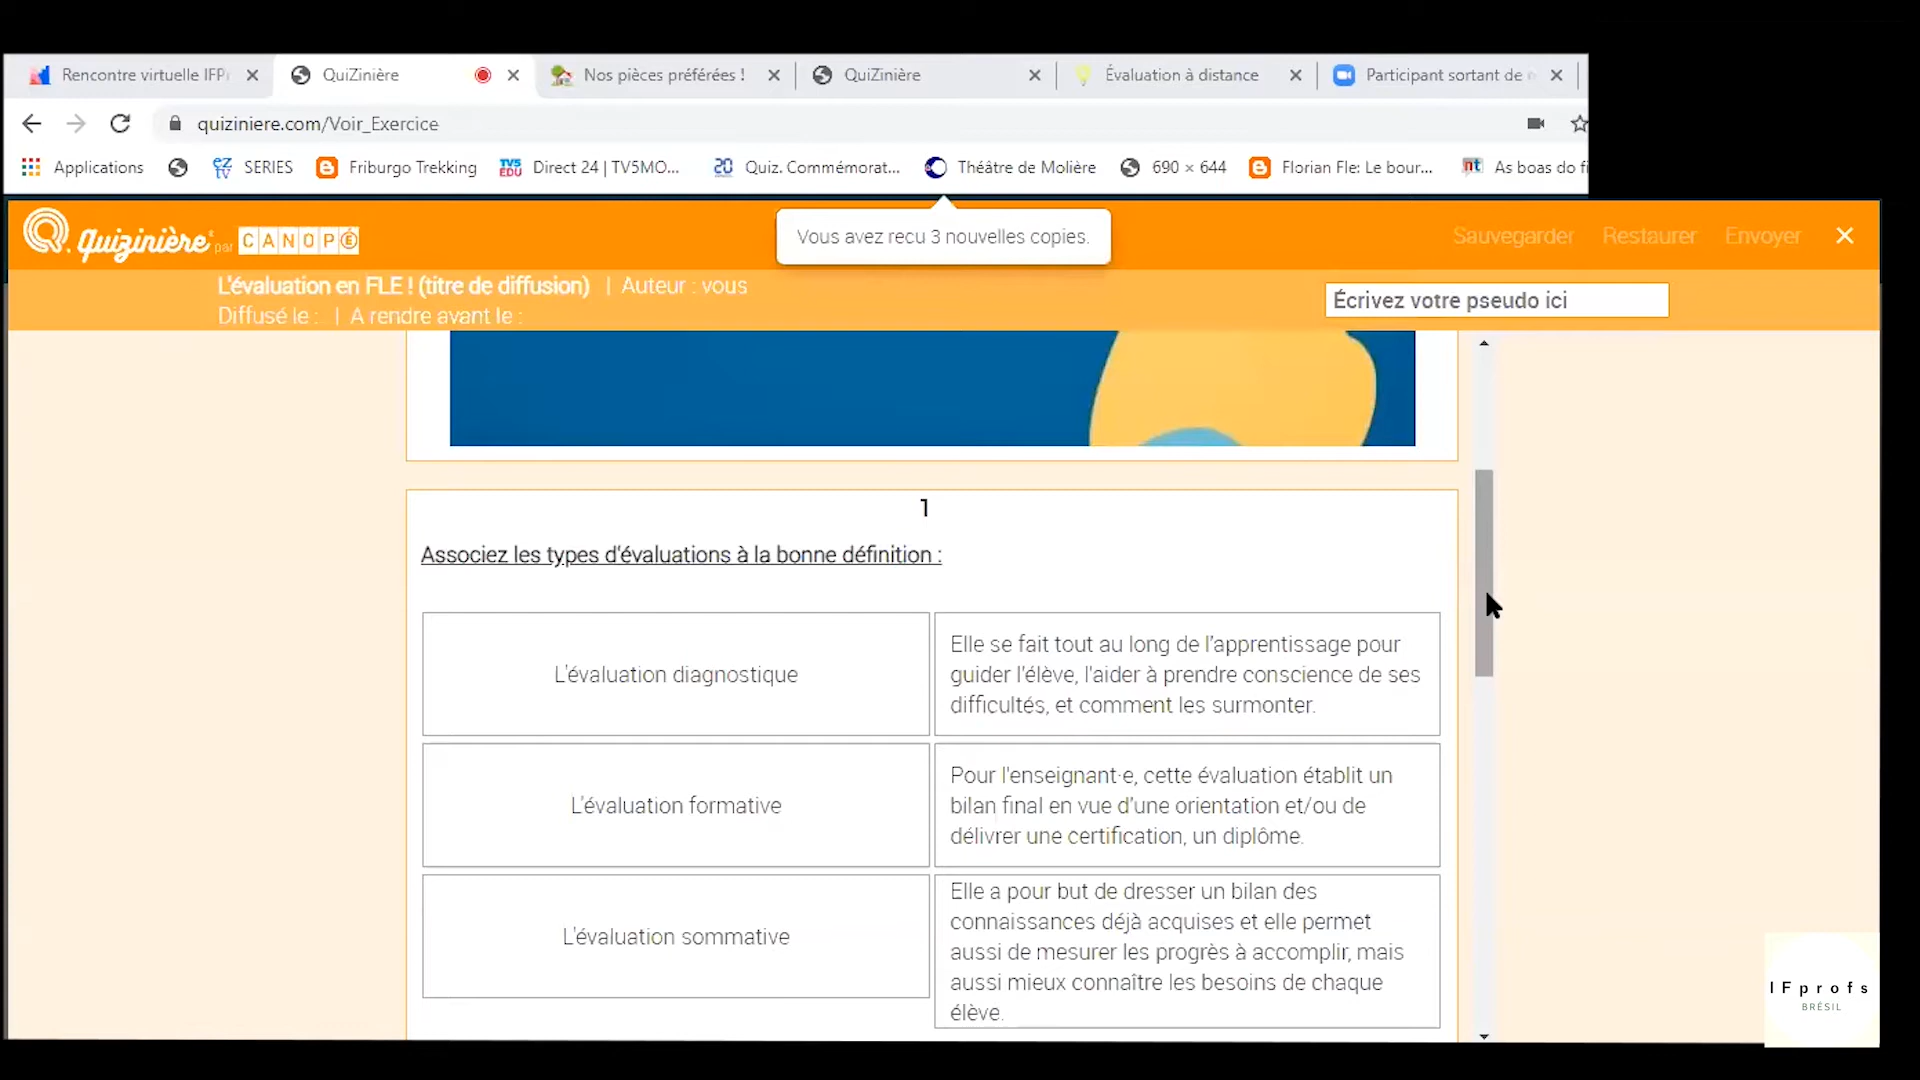 Rencontre virtuelle IFPr
QuiZinière
Nos pièces préférées !
QuiZinière
Évaluation à distance
Participant sortant de
quiziniere.com/Voir_Exercice
Applications
SERIES
Friburgo Trekking
TV5 EDU Direct 24 | TV5MO...
20 Quiz. Commémorat...
Théâtre de Molière
690 × 644
Florian Fle: Le bour...
nt As boas do fi
Quizinière par CANOPÉ
Vous avez recu 3 nouvelles copies.
Sauvegarder Restaurer Envoyer
L'évaluation en FLE ! (titre de diffusion) | Auteur : vous
Diffusé le : | A rendre avant le :
Écrivez votre pseudo ici
1
Associez les types d'évaluations à la bonne définition :
L'évaluation diagnostique
Elle se fait tout au long de l'apprentissage pour
guider l'élève, l'aider à prendre conscience de ses
difficultés, et comment les surmonter.
L'évaluation formative
Pour l'enseignant·e, cette évaluation établit un
bilan final en vue d'une orientation et/ou de
délivrer une certification, un diplôme.
L'évaluation sommative
Elle a pour but de dresser un bilan des
connaissances déjà acquises et elle permet
aussi de mesurer les progrès à accomplir, mais
aussi mieux connaître les besoins de chaque
élève.
IFprofs
BRÉSIL